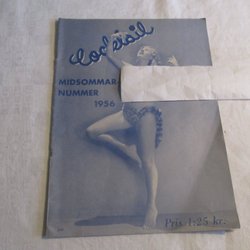 Cocktail
MIDSOMMAR-
NUMMER
1956
Pris 1:25 kr.